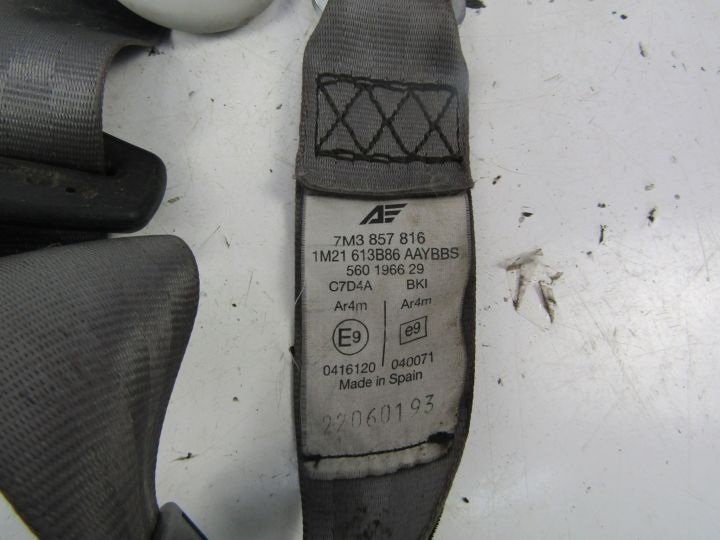 AE
7M3 857 816
1M21 613B86 AAYBBS
560 1966 29
C7D4A BKI
Ar4m Ar4m
E9 e9
0416120 040071
Made in Spain
22060193